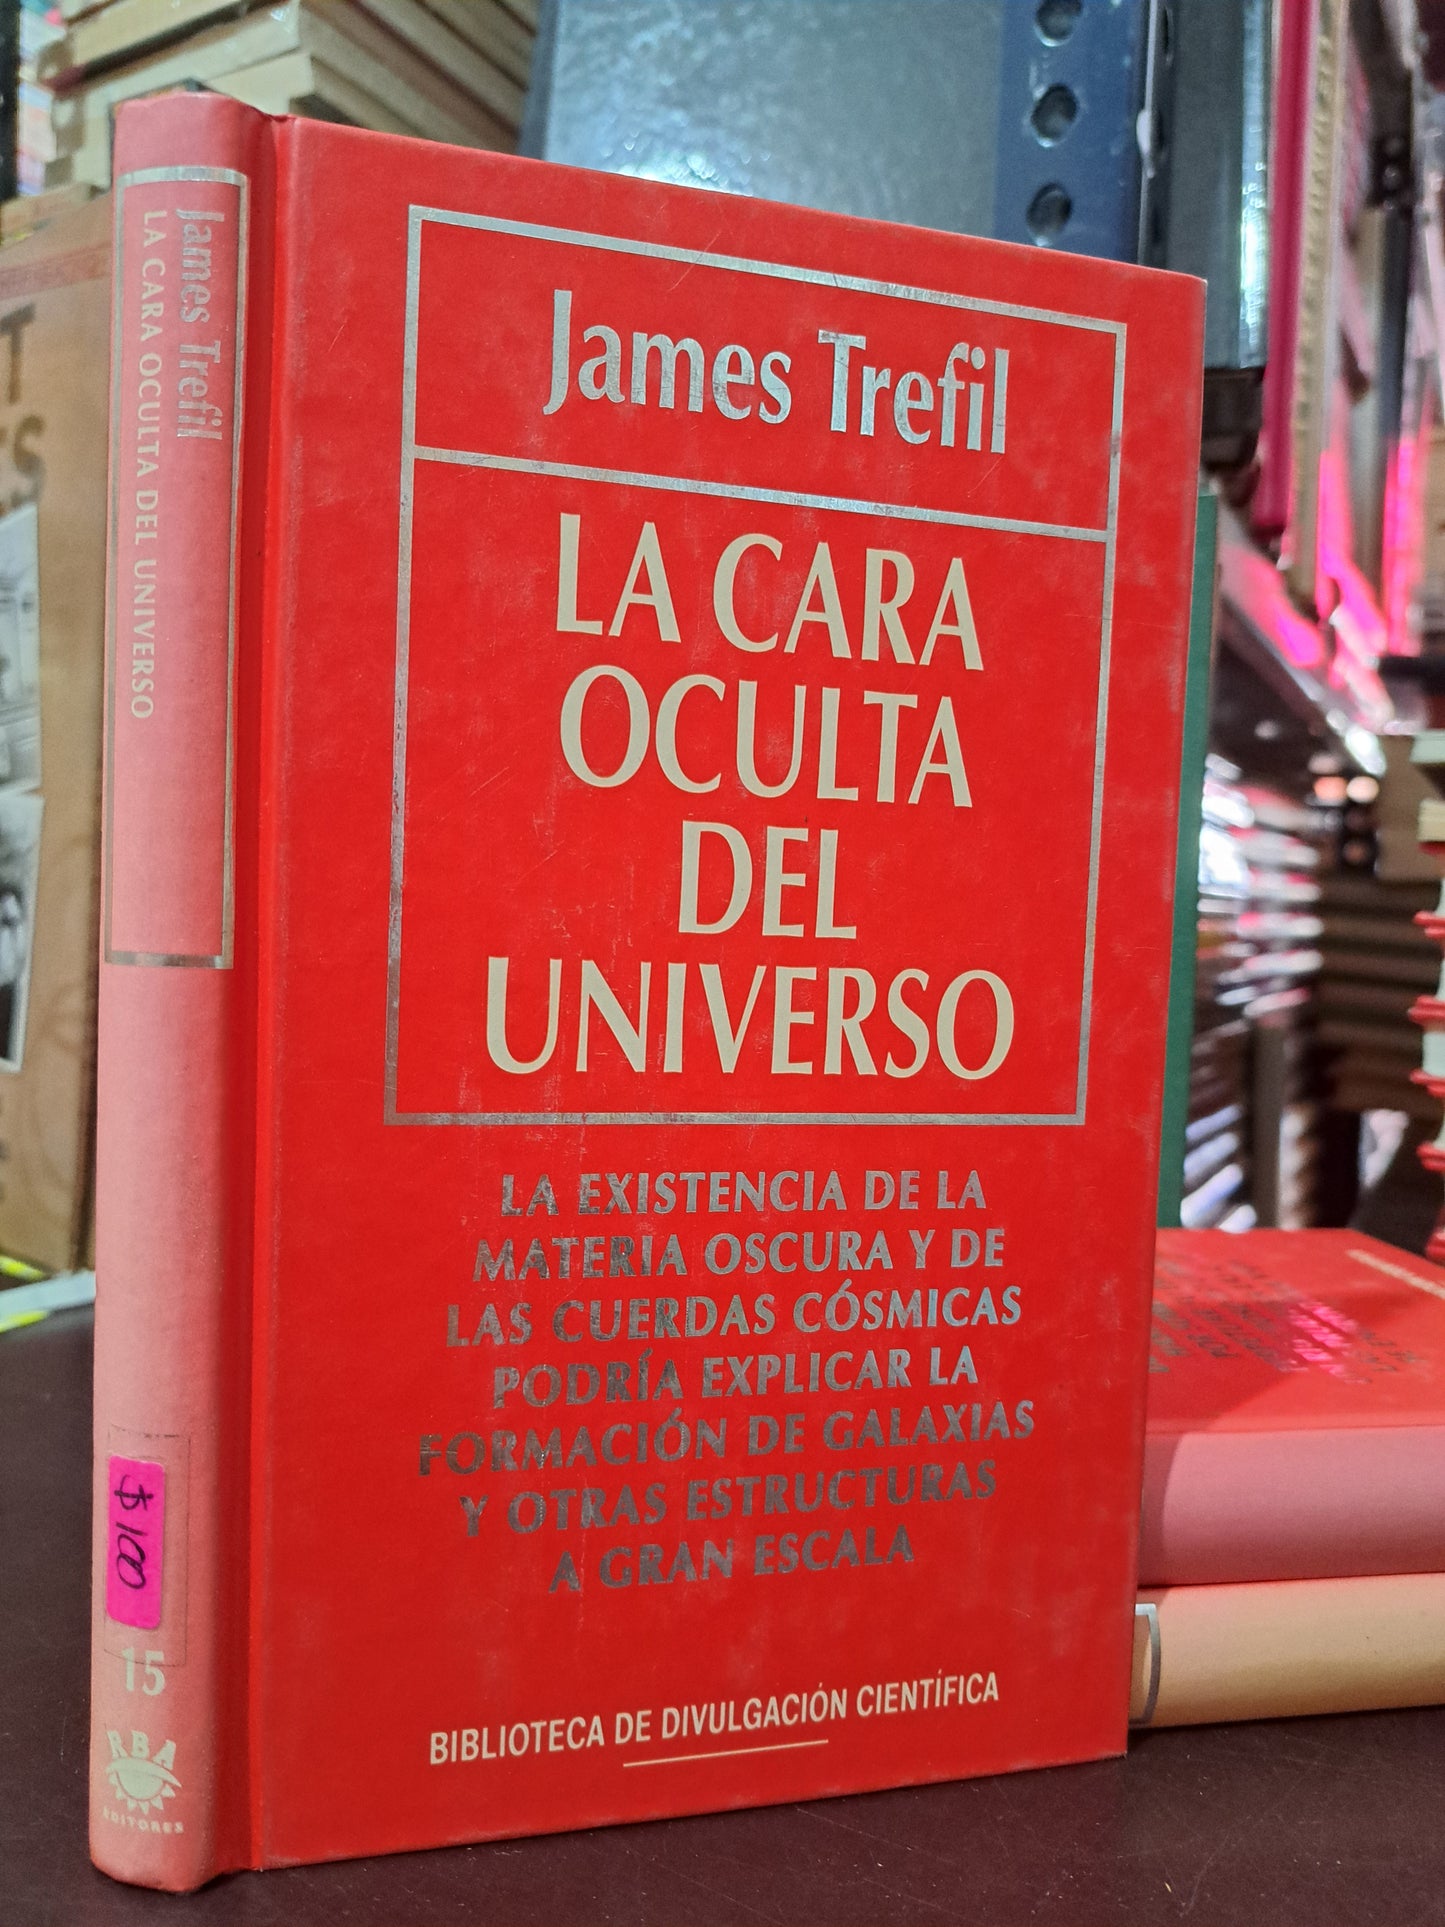 James Trefil
LA CARA OCULTA DEL UNIVERSO
$100
15
RBA
EDITORES
James Trefil
LA CARA
OCULTA
DEL
UNIVERSO
LA EXISTENCIA DE LA
MATERIA OSCURA Y DE
LAS CUERDAS CÓSMICAS
PODRÍA EXPLICAR LA
FORMACIÓN DE GALAXIAS
Y OTRAS ESTRUCTURAS
A GRAN ESCALA
BIBLIOTECA DE DIVULGACIÓN CIENTÍFICA